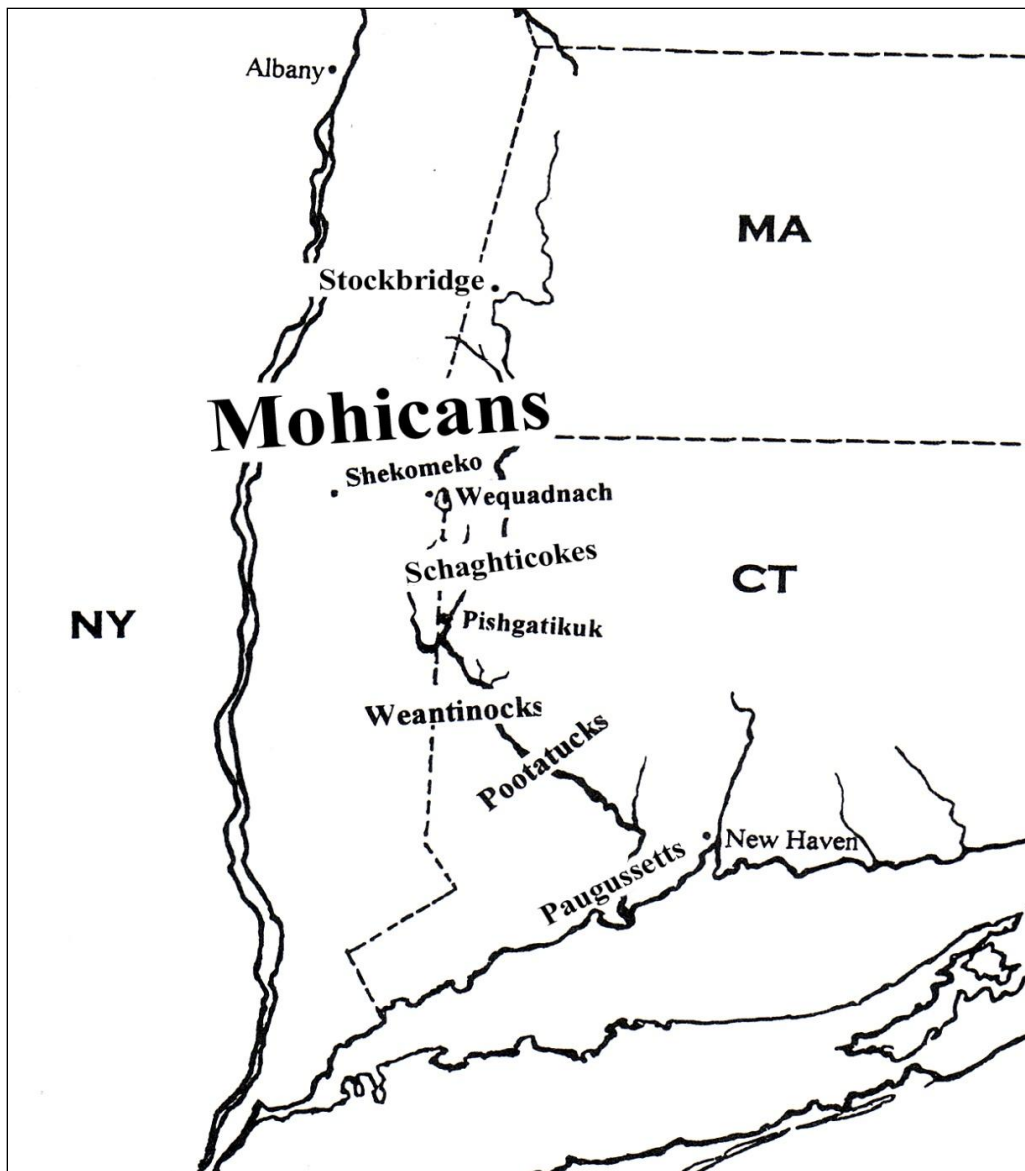 Albany
MA
Stockbridge
Mohicans
Shekomeko
Wequadnach
Schaghticokes
CT
NY
Pishgatikuk
Weantinocks
Pootatucks
New Haven
Paugussetts